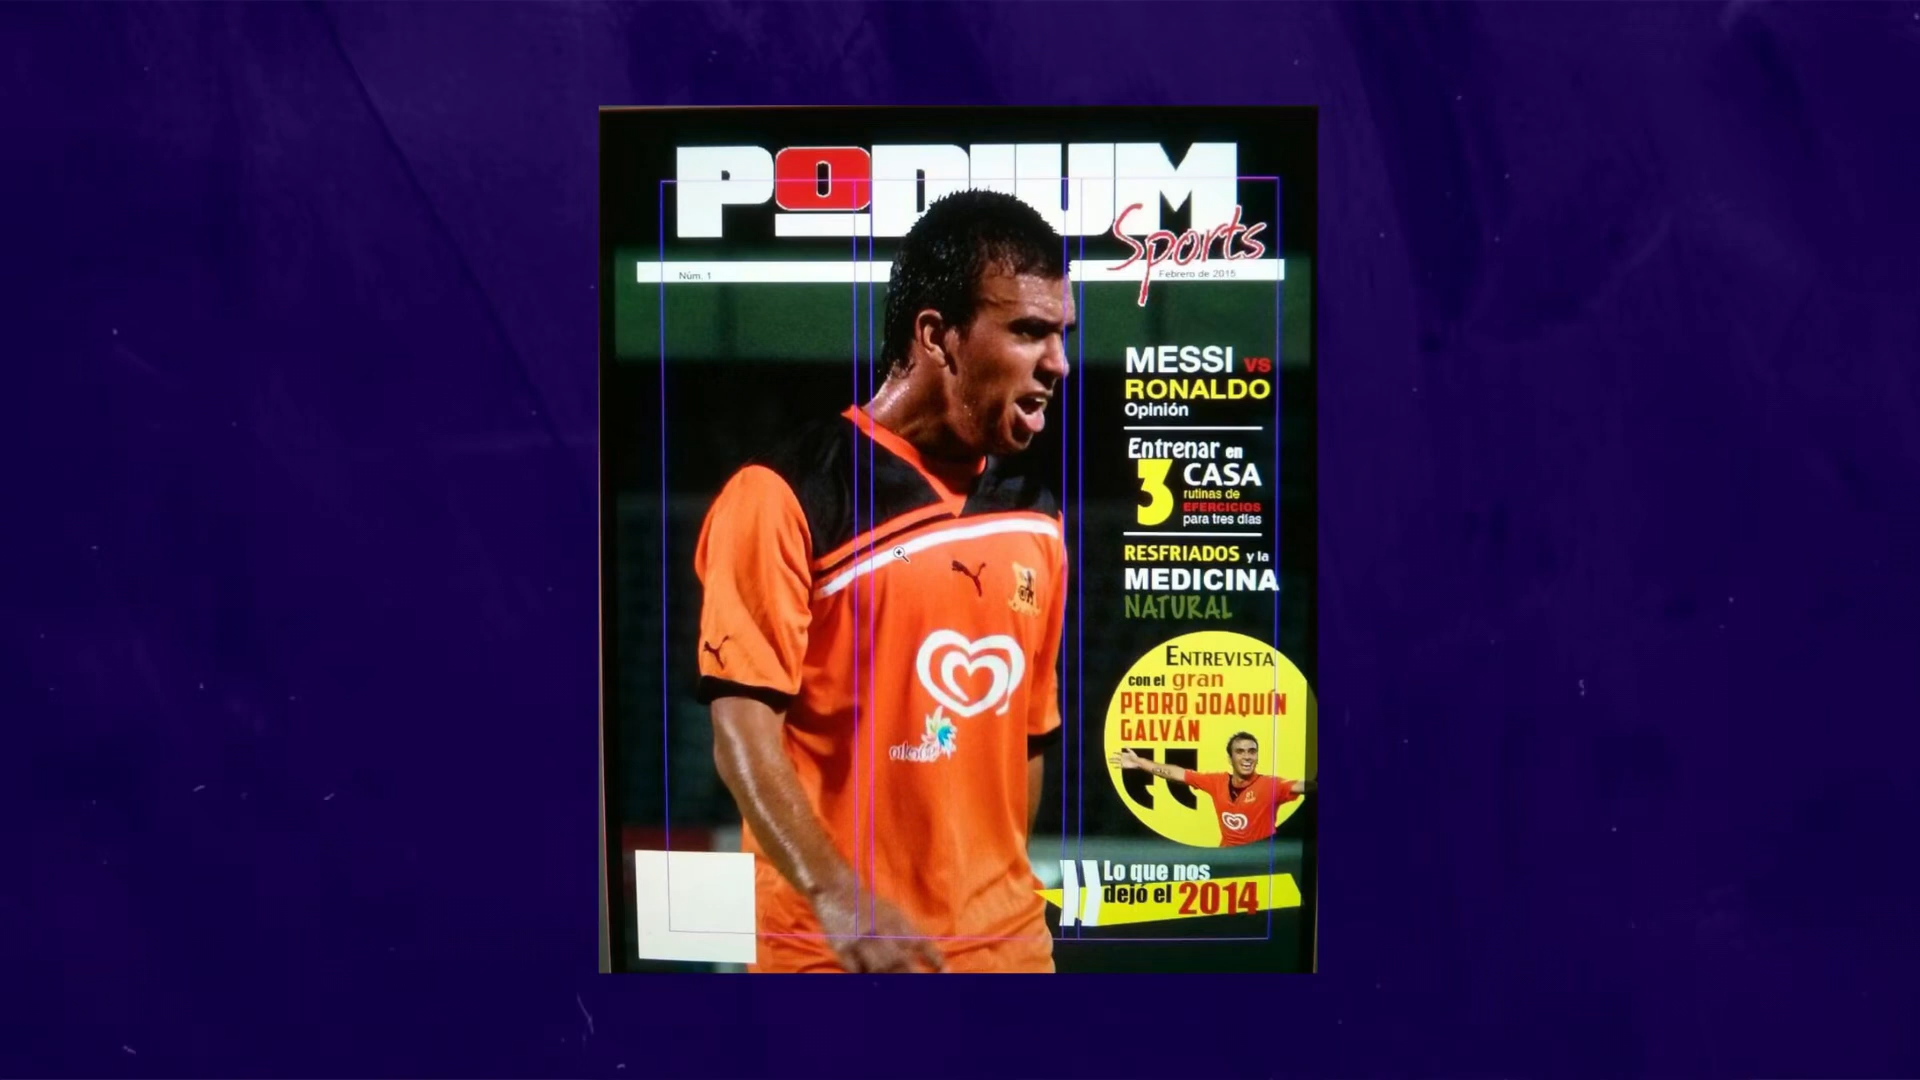 PODIUM
Sports
Núm. 1
Febrero de 2015
MESSI VS
RONALDO
Opinión
Entrenar en
3 CASA
rutinas de
EFERCICIOS
para tres días
RESFRIADOS y la
MEDICINA
NATURAL
ENTREVISTA
con el gran
PEDRO JOAQUÍN
GALVÁN
Lo que nos
dejó el 2014